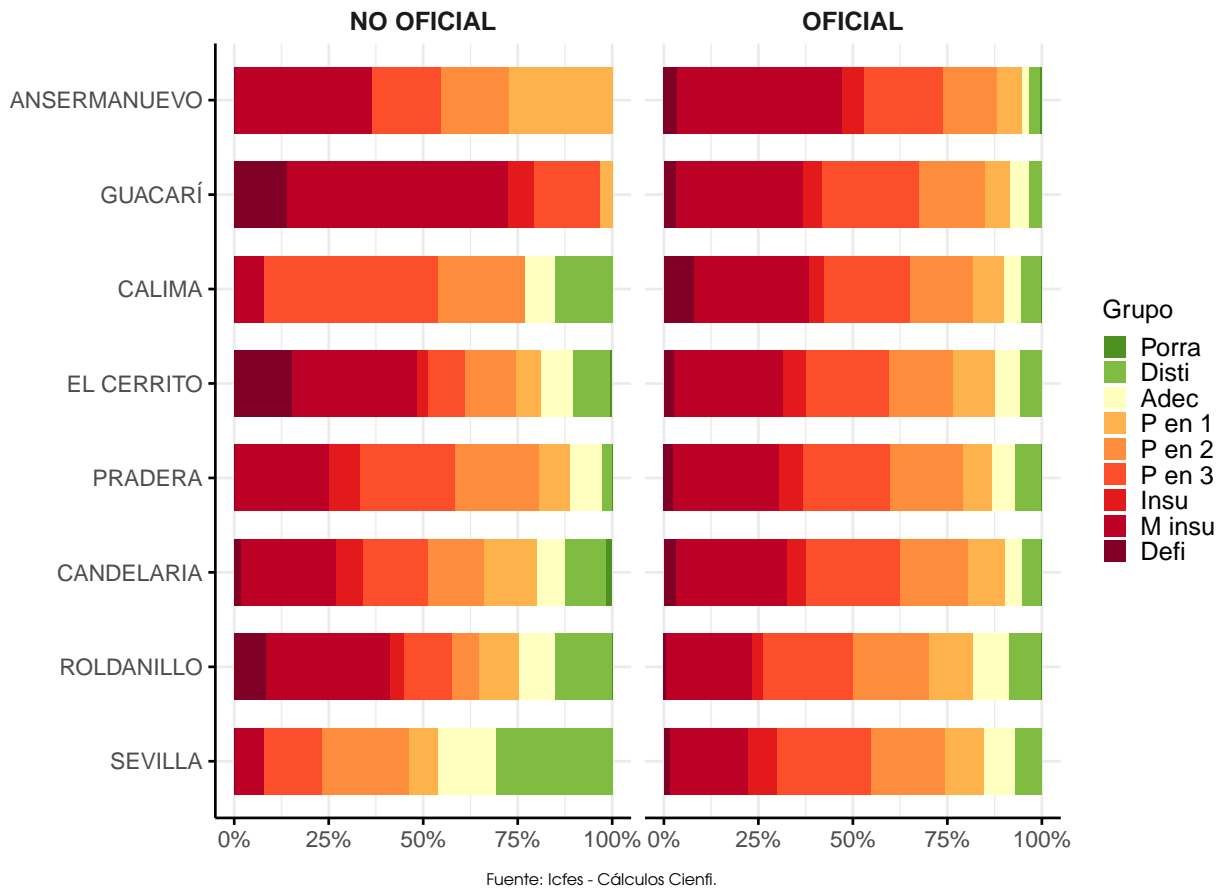 NO OFICIAL OFICIAL
ANSERMANUEVO
GUACARÍ
CALIMA
EL CERRITO
PRADERA
CANDELARIA
ROLDANILLO
SEVILLA
0% 25% 50% 75% 100% 0% 25% 50% 75% 100%
Grupo
Porra
Disti
Adec
P en 1
P en 2
P en 3
Insu
M insu
Defi
Fuente: Icfes - Cálculos Cienfi.